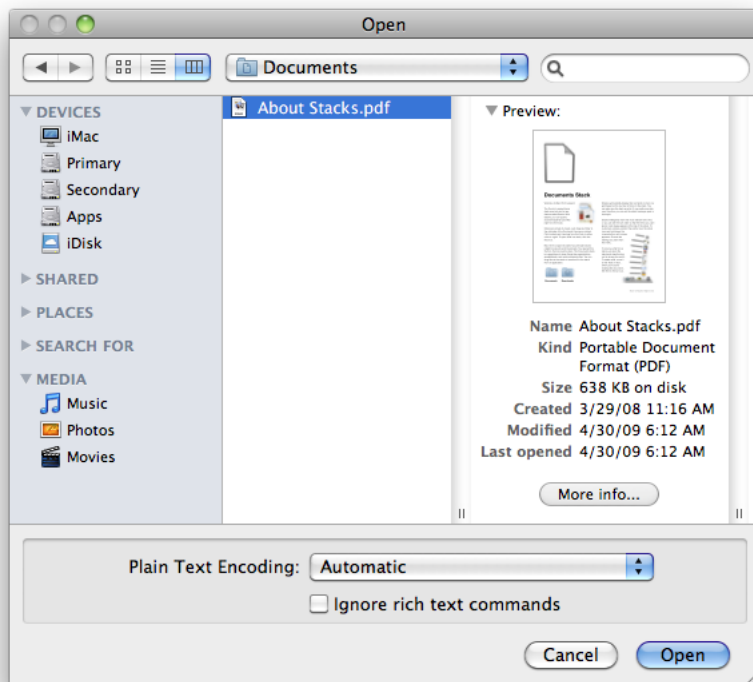 Open
Documents
DEVICES
iMac
Primary
Secondary
Apps
iDisk
SHARED
PLACES
SEARCH FOR
MEDIA
Music
Photos
Movies
About Stacks.pdf
Preview:
Documents Stack
Name About Stacks.pdf
Kind Portable Document
Format (PDF)
Size 638 KB on disk
Created 3/29/08 11:16 AM
Modified 4/30/09 6:12 AM
Last opened 4/30/09 6:12 AM
More info...
Plain Text Encoding: Automatic
Ignore rich text commands
Cancel Open